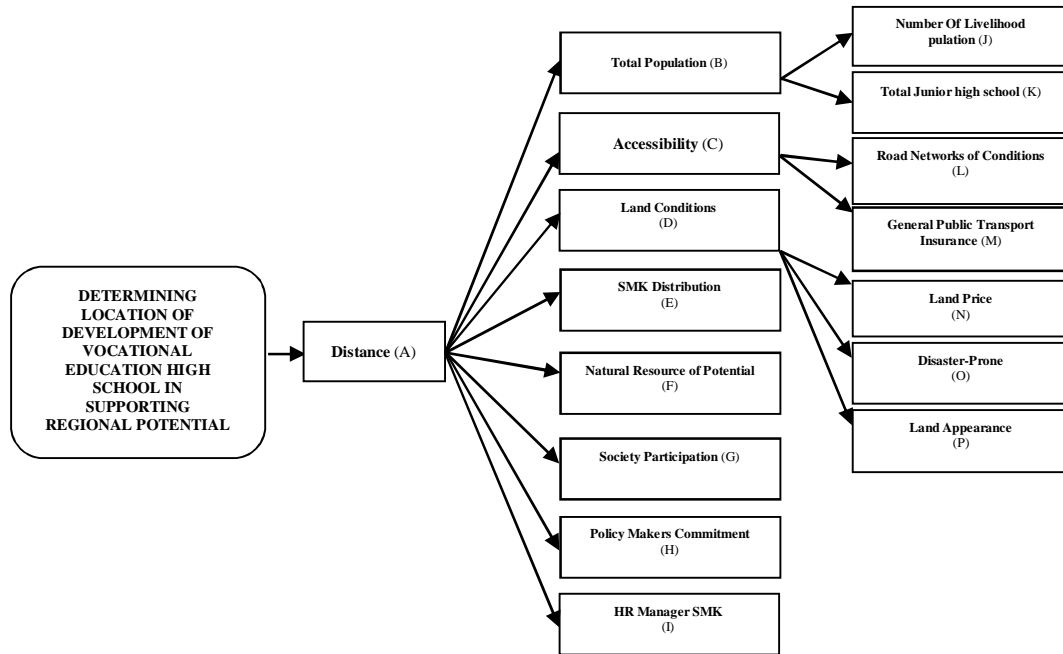 DETERMINING
LOCATION OF
DEVELOPMENT OF
VOCATIONAL
EDUCATION HIGH
SCHOOL IN
SUPPORTING
REGIONAL POTENTIAL
Distance (A)
Total Population (B)
Accessibility (C)
Land Conditions
(D)
SMK Distribution
(E)
Natural Resource of Potential
(F)
Society Participation (G)
Policy Makers Commitment
(H)
HR Manager SMK
(I)
Number Of Livelihood
pulation (J)
Total Junior high school (K)
Road Networks of Conditions
(L)
General Public Transport
Insurance (M)
Land Price
(N)
Disaster-Prone
(O)
Land Appearance
(P)